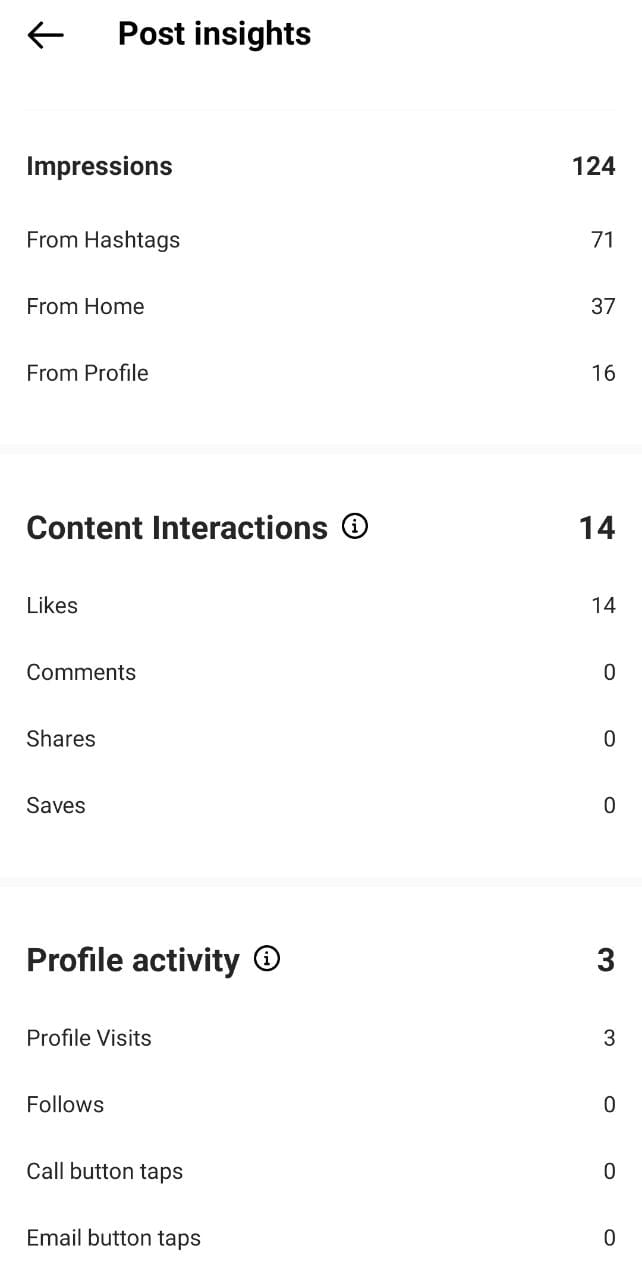 Post insights
Impressions 124
From Hashtags 71
From Home 37
From Profile 16
Content Interactions 14
Likes 14
Comments 0
Shares 0
Saves 0
Profile activity 3
Profile Visits 3
Follows 0
Call button taps 0
Email button taps 0